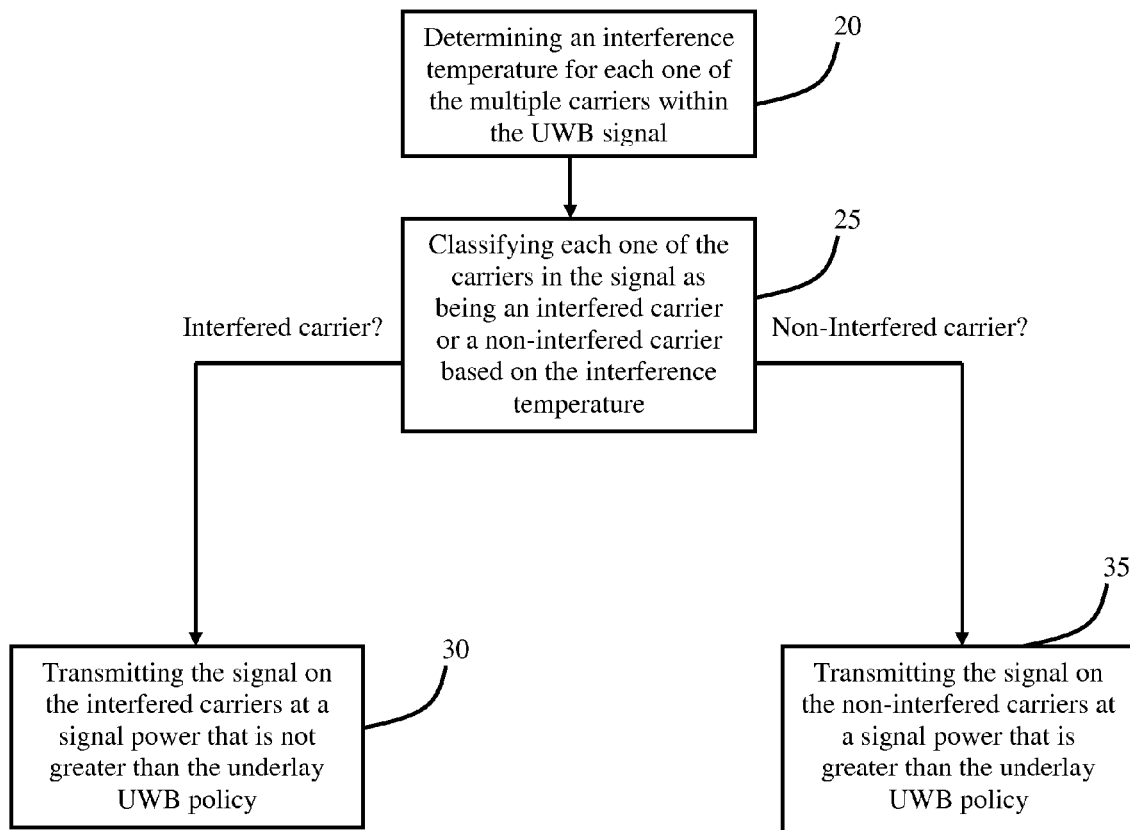 20
Determining an interference
temperature for each one of
the multiple carriers within
the UWB signal
25
Classifying each one of the
carriers in the signal as
being an interfered carrier
or a non-interfered carrier
based on the interference
temperature
Interfered carrier?
Non-Interfered carrier?
30
Transmitting the signal on
the interfered carriers at a
signal power that is not
greater than the underlay
UWB policy
35
Transmitting the signal on
the non-interfered carriers at
a signal power that is
greater than the underlay
UWB policy